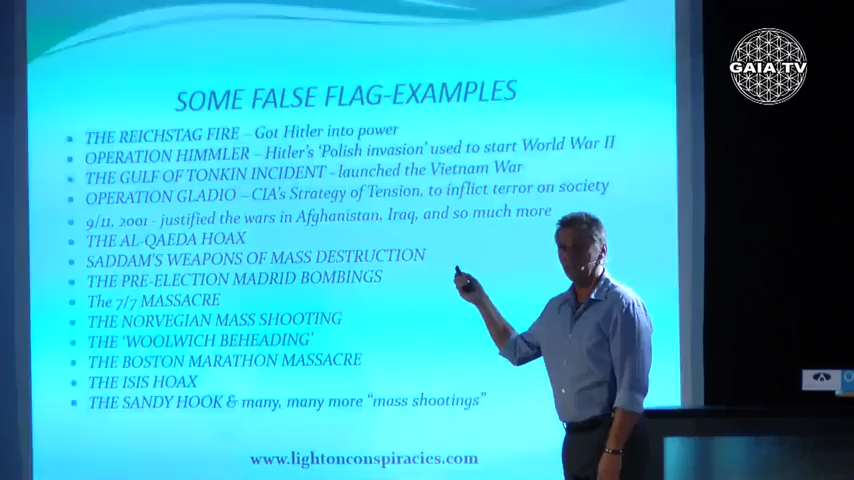 GAIA TV
SOME FALSE FLAG-EXAMPLES
THE REICHSTAG FIRE – Got Hitler into power
OPERATION HIMMLER – Hitler's 'Polish invasion' used to start World War II
THE GULF OF TONKIN INCIDENT - launched the Vietnam War
OPERATION GLADIO – CIA's Strategy of Tension, to inflict terror on society
9/11, 2001 - justified the wars in Afghanistan, Iraq, and so much more
THE AL-QAEDA HOAX
SADDAM'S WEAPONS OF MASS DESTRUCTION
THE PRE-ELECTION MADRID BOMBINGS
The 7/7 MASSACRE
THE NORVEGIAN MASS SHOOTING
THE 'WOOLWICH BEHEADING'
THE BOSTON MARATHON MASSACRE
THE ISIS HOAX
THE SANDY HOOK & many, many more "mass shootings"
www.lightonconspiracies.com